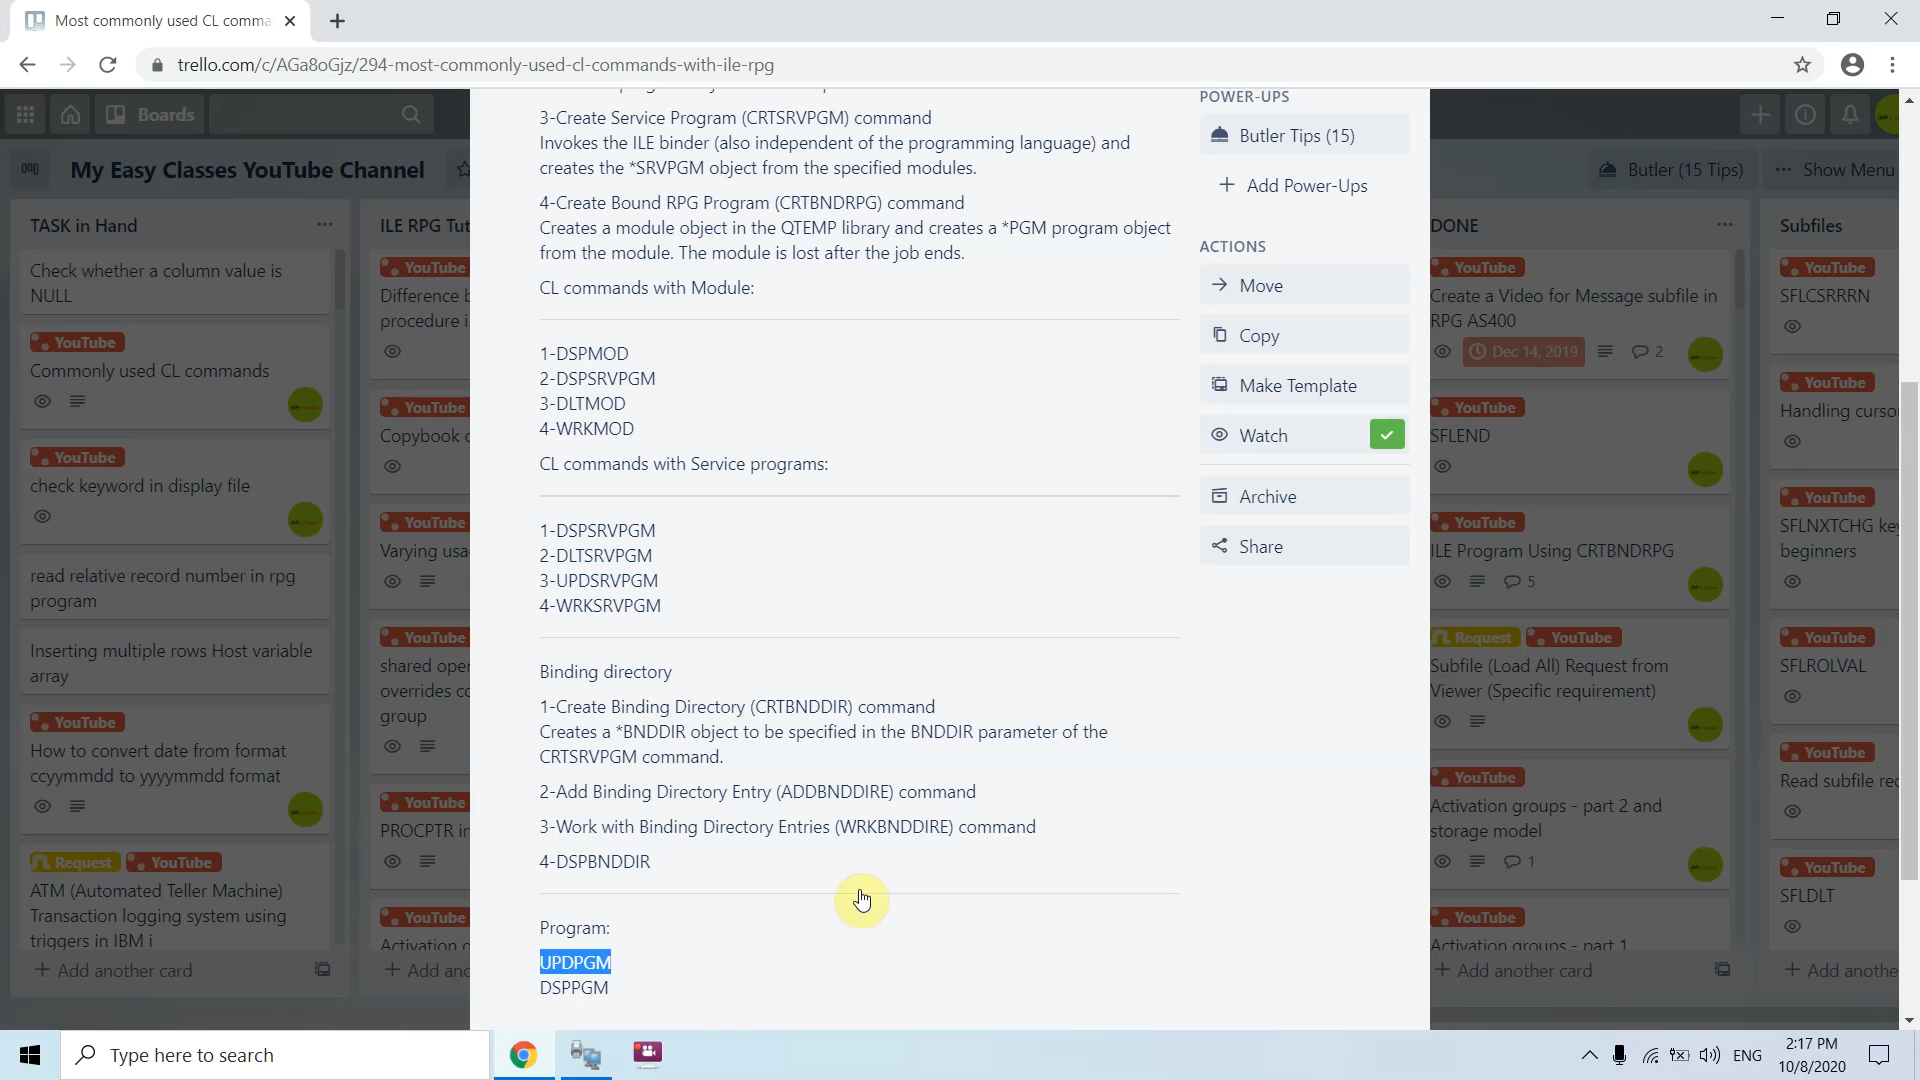 Most commonly used CL comma
trello.com/c/AGa8oGjz/294-most-commonly-used-cl-commands-with-ile-rpg
Boards
My Easy Classes YouTube Channel
Butler (15 Tips)
Show Menu
TASK in Hand
Check whether a column value is
NULL
YouTube
Commonly used CL commands
YouTube
check keyword in display file
read relative record number in rpg
program
Inserting multiple rows Host variable
array
YouTube
How to convert date from format
ccyymmdd to yyyymmdd format
Request
YouTube
ATM (Automated Teller Machine)
Transaction logging system using
triggers in IBM i
+ Add another card
ILE RPG Tut
YouTube
Difference b
procedure i
YouTube
Copybook c
YouTube
Varying usa
YouTube
shared ope
overrides co
group
YouTube
PROCPTR in
YouTube
Activation g
+ Add ano
3-Create Service Program (CRTSRVPGM) command
Invokes the ILE binder (also independent of the programming language) and
creates the *SRVPGM object from the specified modules.
4-Create Bound RPG Program (CRTBNDRPG) command
Creates a module object in the QTEMP library and creates a *PGM program object
from the module. The module is lost after the job ends.
CL commands with Module:
1-DSPMOD
2-DSPSRVPGM
3-DLTMOD
4-WRKMOD
CL commands with Service programs:
1-DSPSRVPGM
2-DLTSRVPGM
3-UPDSRVPGM
4-WRKSRVPGM
Binding directory
1-Create Binding Directory (CRTBNDDIR) command
Creates a *BNDDIR object to be specified in the BNDDIR parameter of the
CRTSRVPGM command.
2-Add Binding Directory Entry (ADDBNDDIRE) command
3-Work with Binding Directory Entries (WRKBNDDIRE) command
4-DSPBNDDIR
Program:
UPDPGM
DSPPGM
POWER-UPS
Butler Tips (15)
+ Add Power-Ups
ACTIONS
Move
Copy
Make Template
Watch
Archive
Share
DONE
YouTube
Create a Video for Message subfile in
RPG AS400
Dec 14, 2019
2
YouTube
SFLEND
YouTube
ILE Program Using CRTBNDRPG
5
Request
YouTube
Subfile (Load All) Request from
Viewer (Specific requirement)
YouTube
Activation groups - part 2 and
storage model
1
YouTube
Activation groups - part 1
+ Add another card
Subfiles
YouTube
SFLCSRRRN
YouTube
Handling curso
YouTube
SFLNXTCHG key
beginners
YouTube
SFLROLVAL
YouTube
Read subfile rec
YouTube
SFLDLT
+ Add anothe
Type here to search
ENG
2:17 PM
10/8/2020